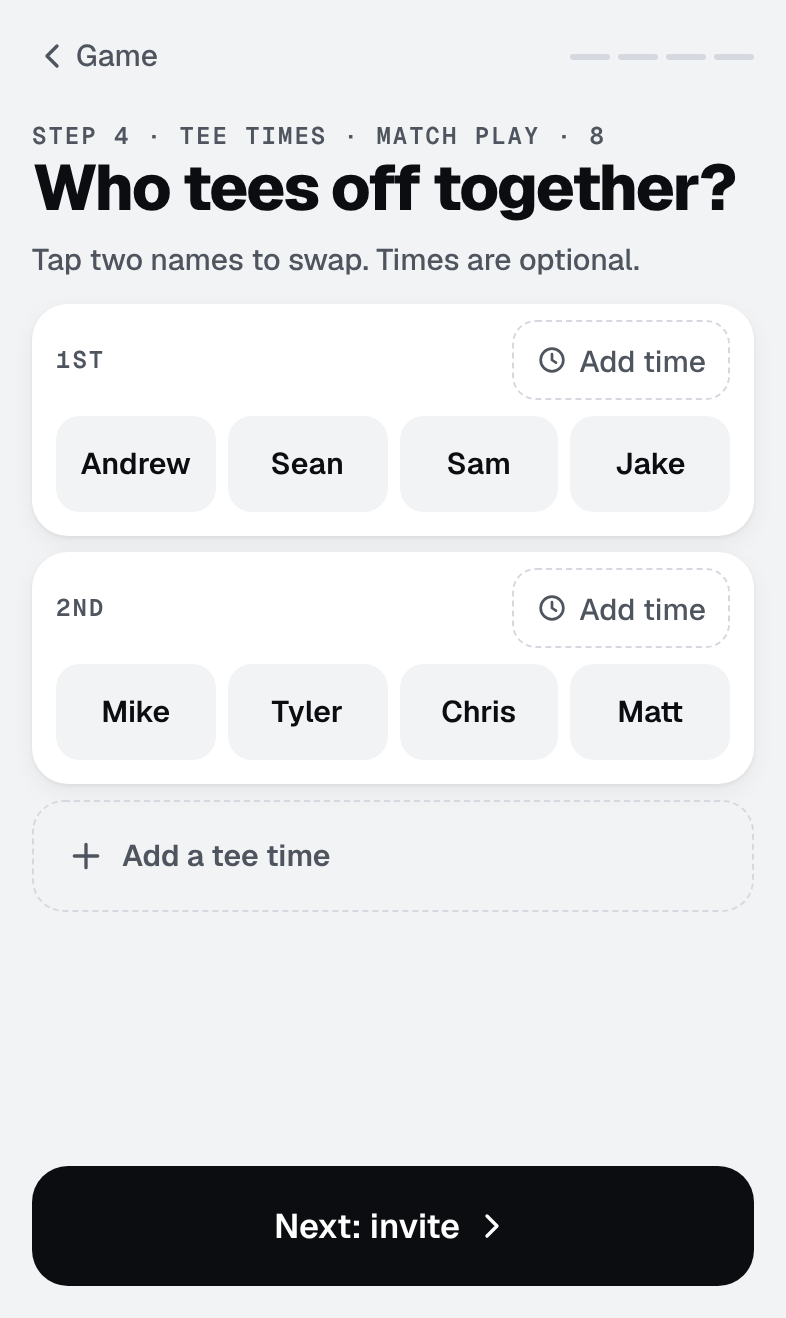 Game
STEP 4 · TEE TIMES · MATCH PLAY · 8
Who tees off together?
Tap two names to swap. Times are optional.
1ST
Add time
Andrew
Sean
Sam
Jake
2ND
Add time
Mike
Tyler
Chris
Matt
Add a tee time
Next: invite